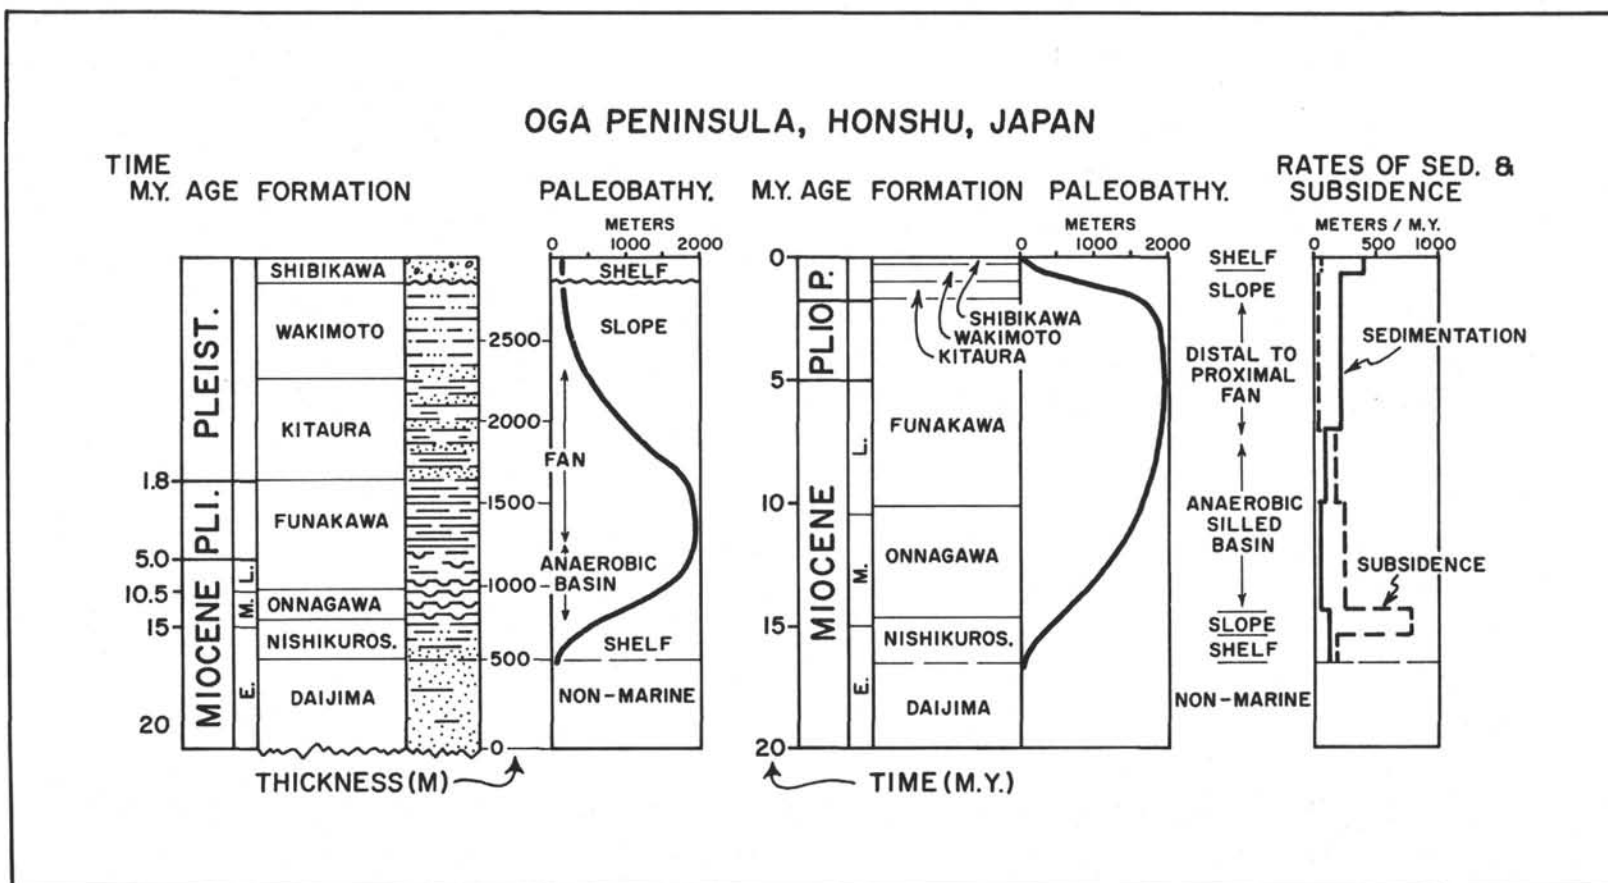 OGA PENINSULA, HONSHU, JAPAN
TIME
M.Y. AGE FORMATION
PALEOBATHY.
METERS
0 1000 2000
SHIBIKAWA
WAKIMOTO
KITAURA
FUNAKAWA
ONNAGAWA
NISHIKUROS.
DAIJIMA
PLEIST.
PLI.
MIOCENE
L.
M.
E.
1.8
5.0
10.5
15
20
2500
2000
1500
1000
500
0
SHELF
SLOPE
FAN
ANAEROBIC
BASIN
SHELF
NON-MARINE
THICKNESS (M)
M.Y. AGE FORMATION PALEOBATHY.
METERS
0 1000 2000
0
5
10
15
20
P.
PLIO
MIOCENE
L.
M.
E.
SHIBIKAWA
WAKIMOTO
KITAURA
FUNAKAWA
ONNAGAWA
NISHIKUROS.
DAIJIMA
TIME (M.Y.)
SHELF
SLOPE
DISTAL TO
PROXIMAL
FAN
ANAEROBIC
SILLED
BASIN
SLOPE
SHELF
NON-MARINE
RATES OF SED. &
SUBSIDENCE
METERS / M.Y.
0 500 1000
SEDIMENTATION
SUBSIDENCE